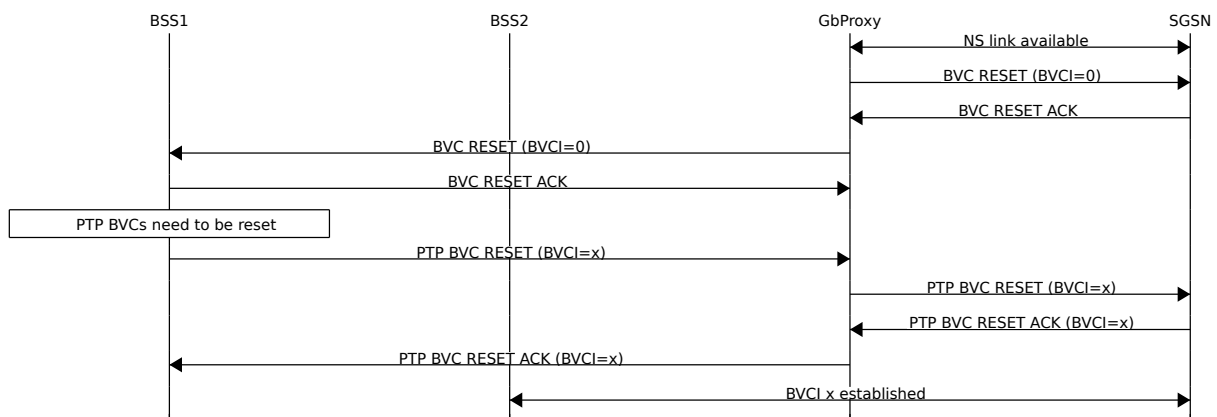 BSS1 BSS2 GbProxy SGSN
NS link available
BVC RESET (BVCI=0)
BVC RESET ACK
BVC RESET (BVCI=0)
BVC RESET ACK
PTP BVCs need to be reset
PTP BVC RESET (BVCI=x)
PTP BVC RESET (BVCI=x)
PTP BVC RESET ACK (BVCI=x)
PTP BVC RESET ACK (BVCI=x)
BVCI x established